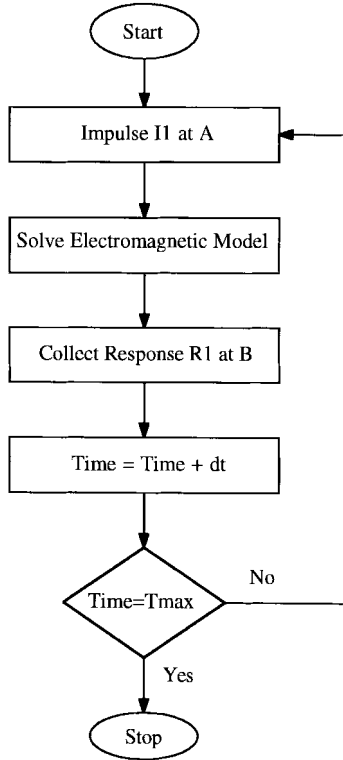 Start
Impulse I1 at A
Solve Electromagnetic Model
Collect Response R1 at B
Time = Time + dt
Time=Tmax
No
Yes
Stop